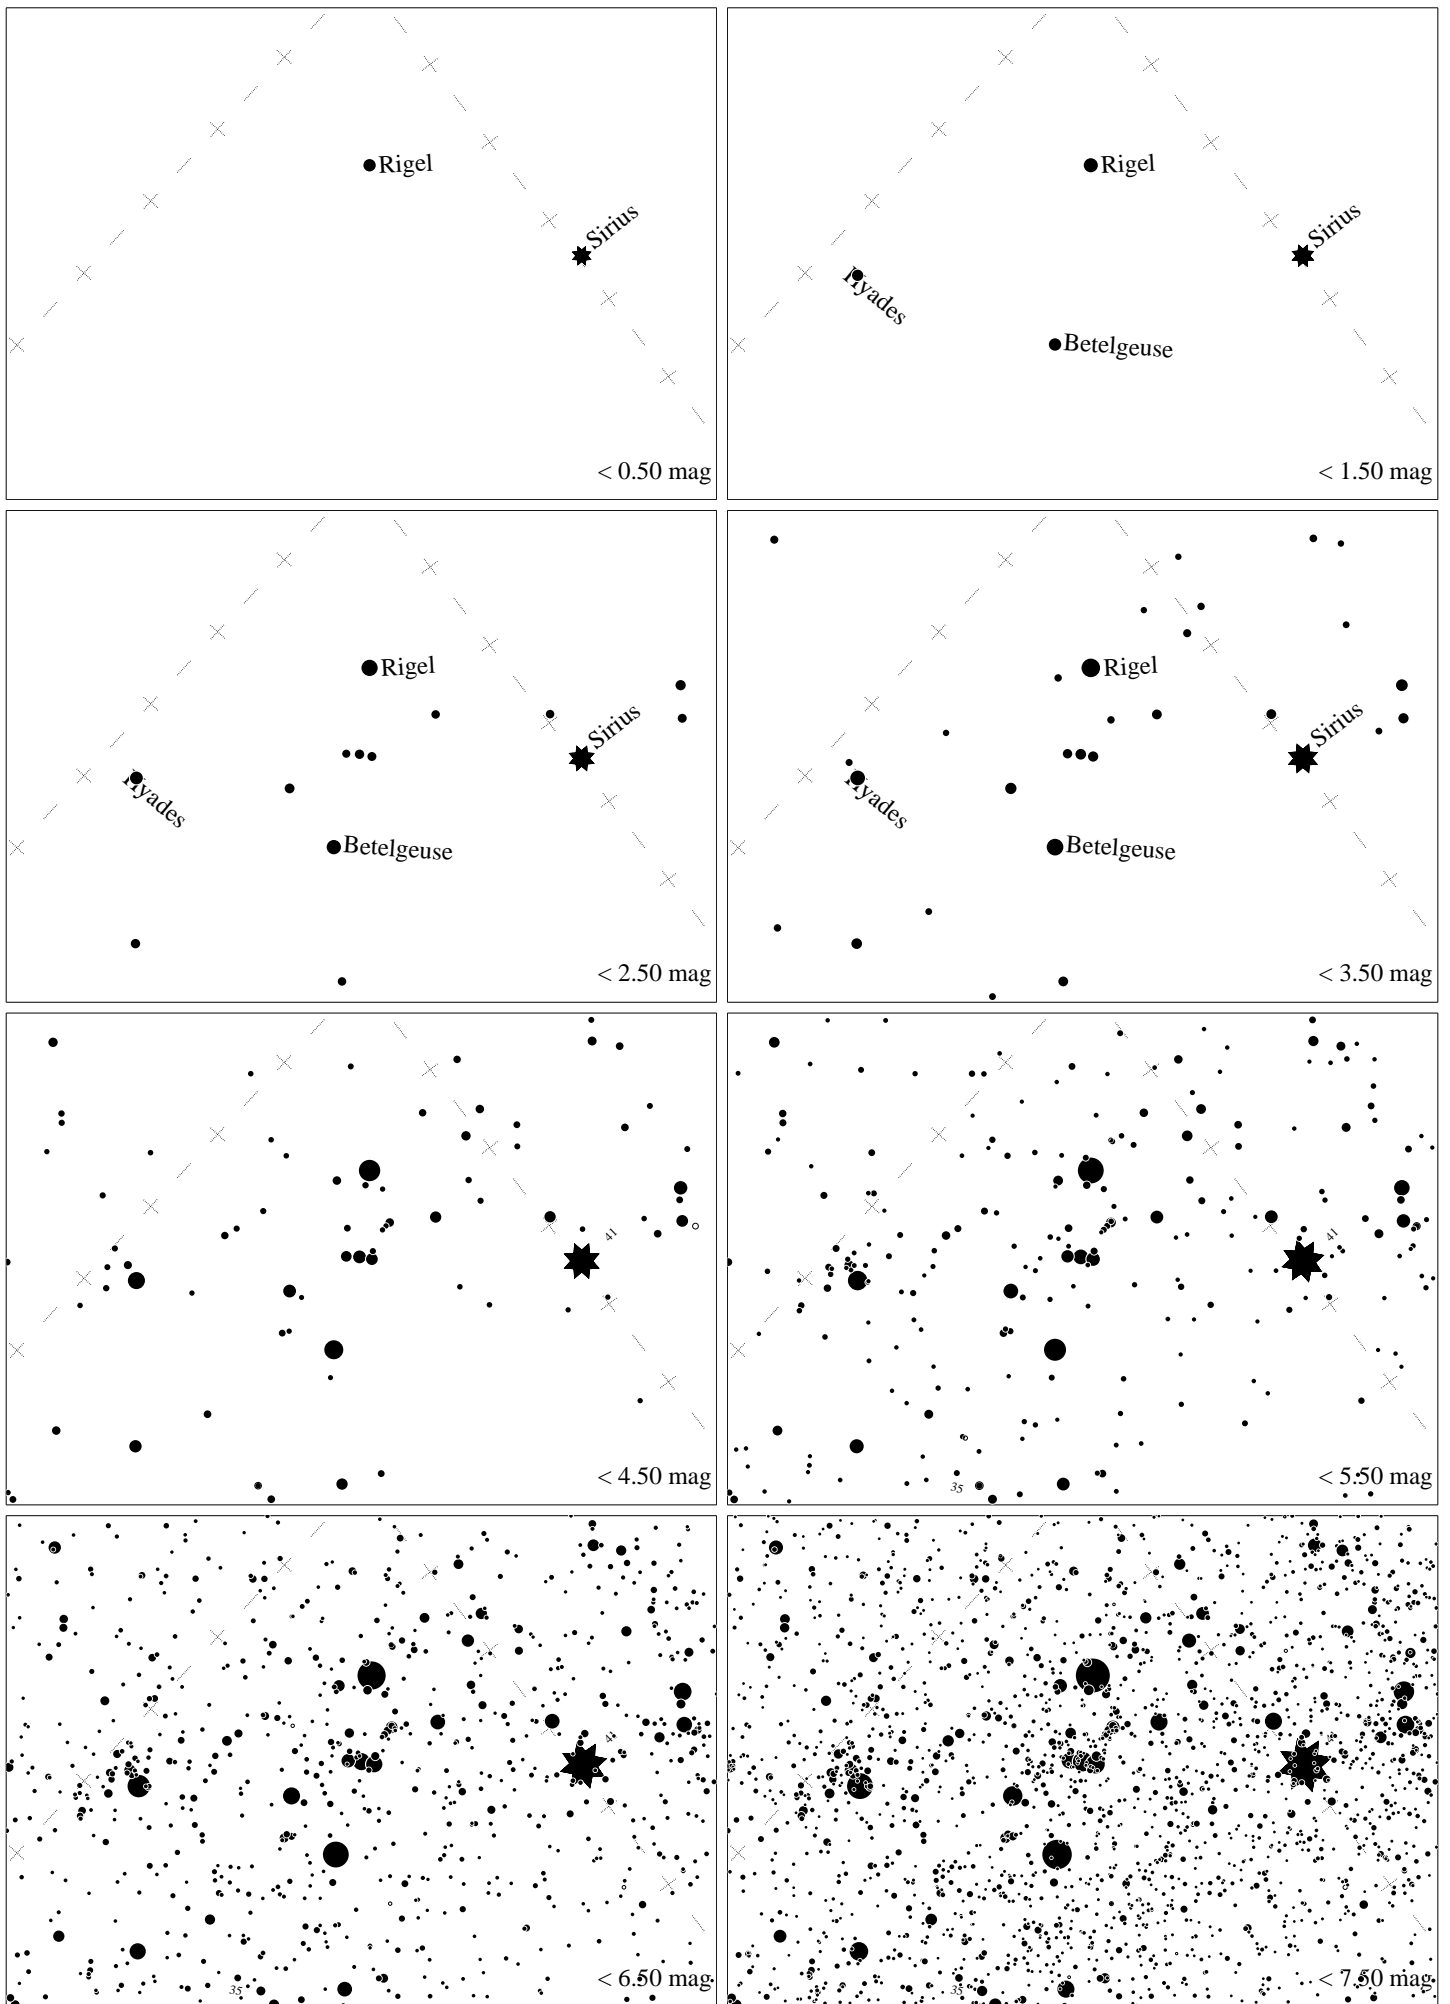 Rigel
Sirius
< 0.50 mag
Rigel
Sirius
Hyades
Betelgeuse
< 1.50 mag
Rigel
Sirius
Hyades
Betelgeuse
< 2.50 mag
Rigel
Sirius
Hyades
Betelgeuse
< 3.50 mag
41
< 4.50 mag
41
35
< 5.50 mag
41
35
< 6.50 mag
41
35
< 7.50 mag